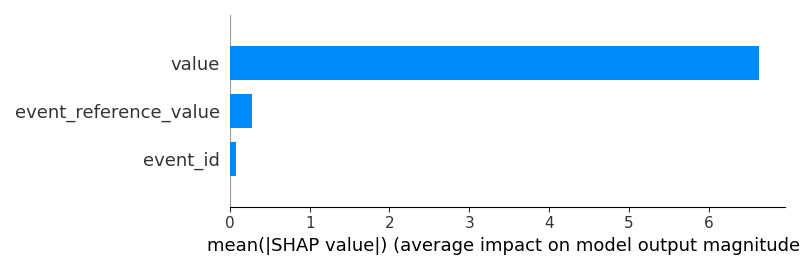 value
event_reference_value
event_id
0 1 2 3 4 5 6
mean(|SHAP value|) (average impact on model output magnitude